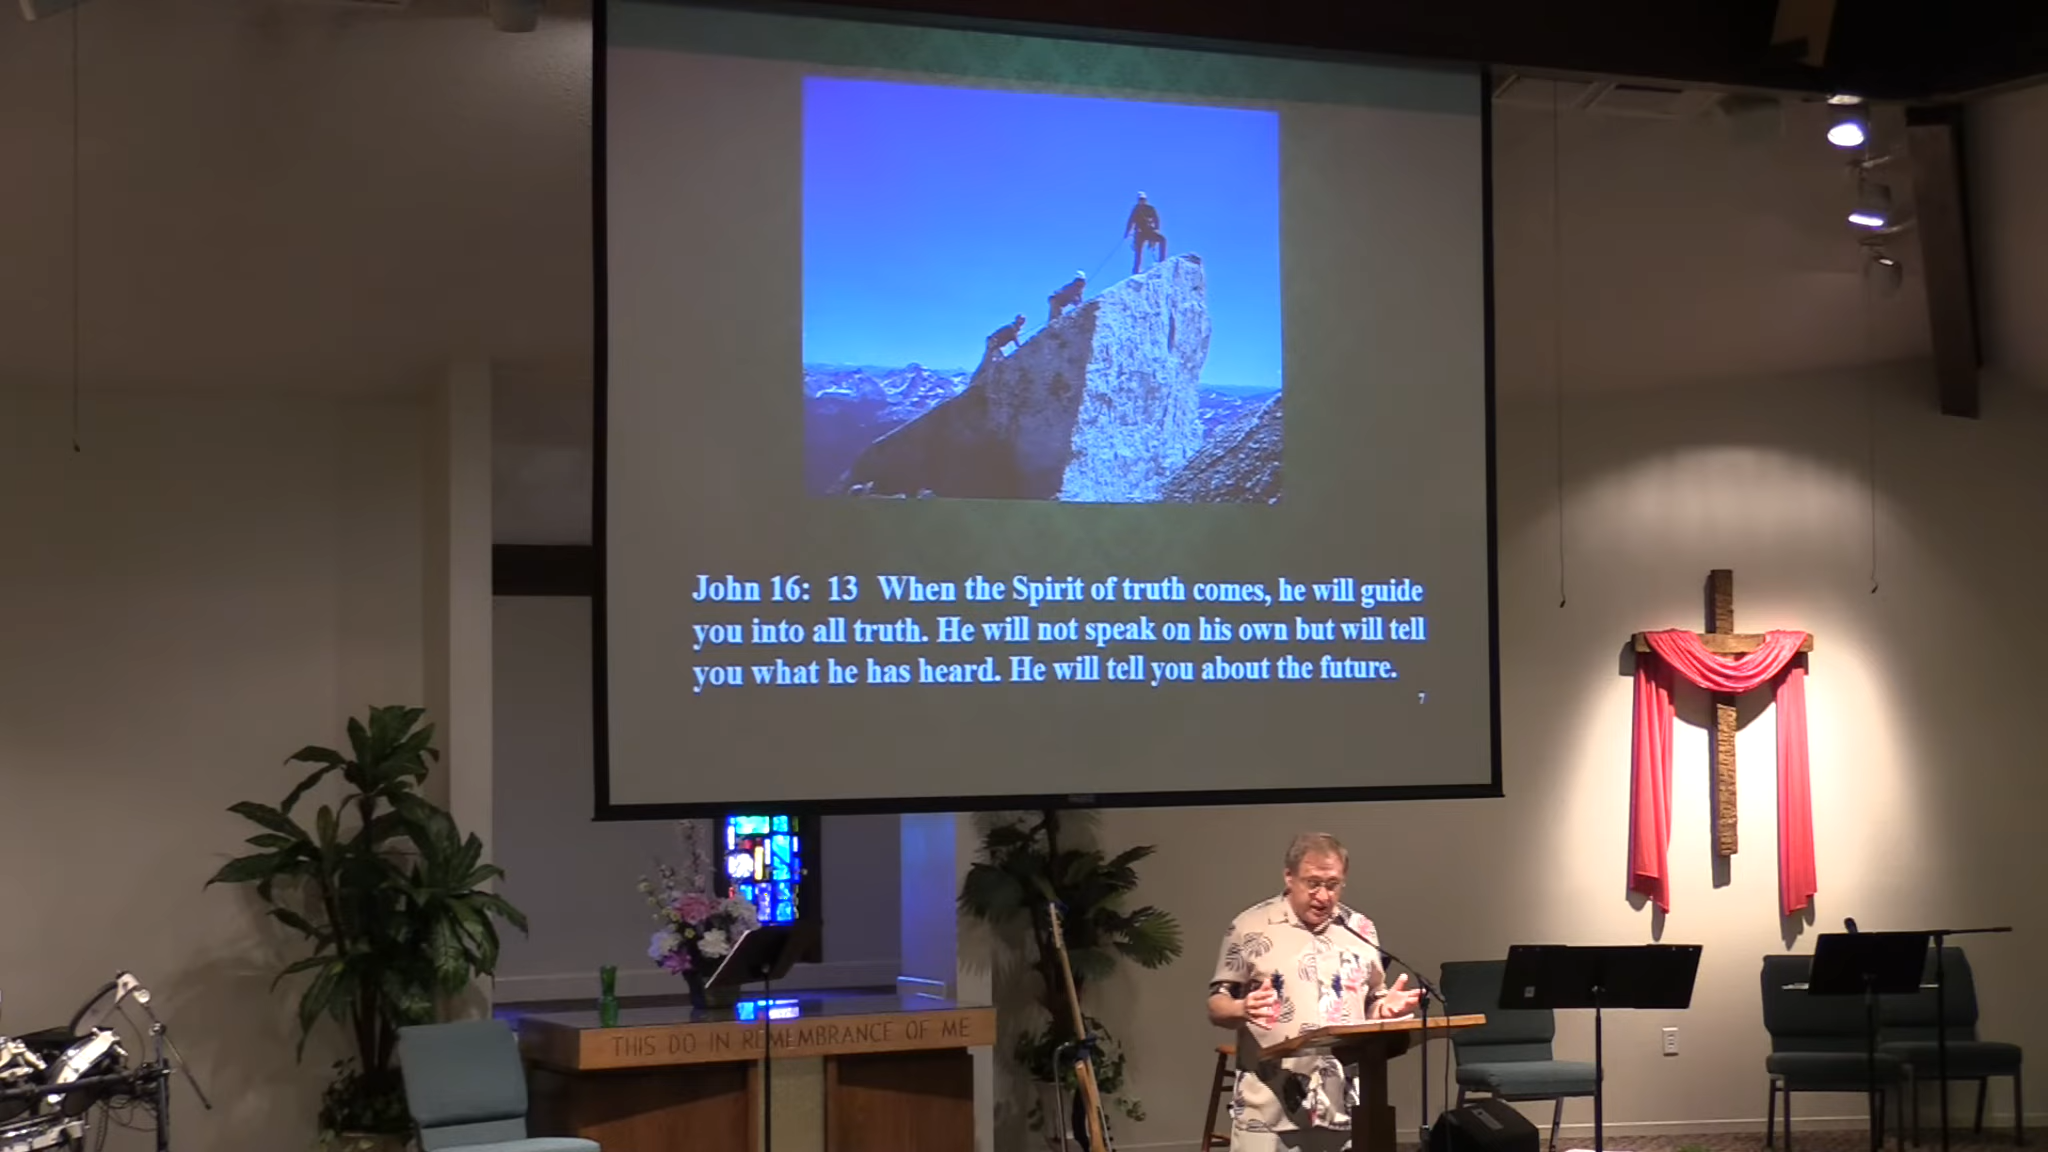 John 16: 13 When the Spirit of truth comes, he will guide
you into all truth. He will not speak on his own but will tell
you what he has heard. He will tell you about the future.
7
THIS DO IN REMEMBRANCE OF ME